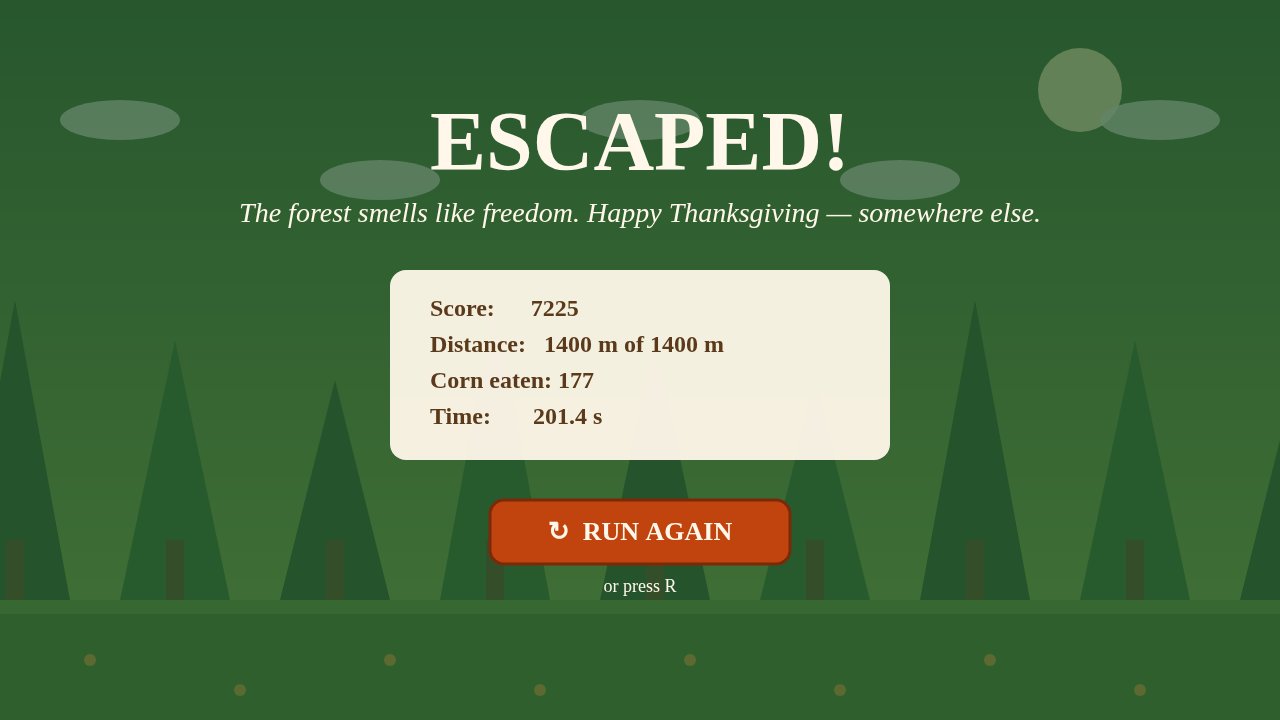 ESCAPED!
The forest smells like freedom. Happy Thanksgiving — somewhere else.
Score: 7225
Distance: 1400 m of 1400 m
Corn eaten: 177
Time: 201.4 s
↻ RUN AGAIN
or press R